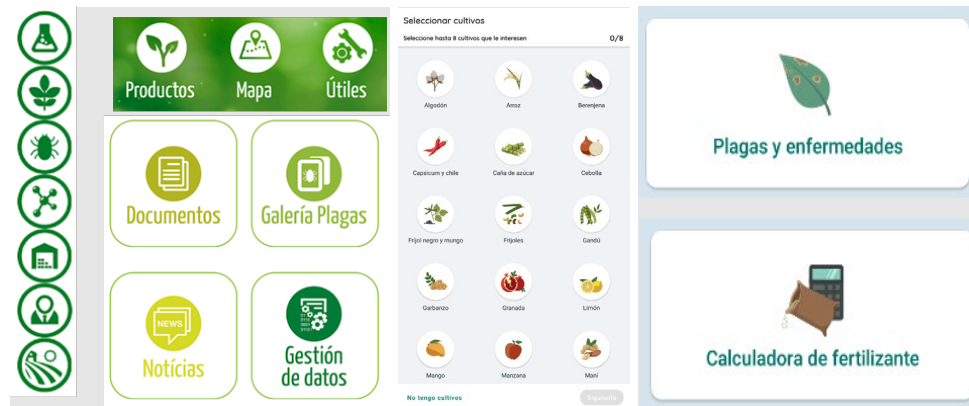 Productos Mapa Útiles
Documentos Galería Plagas
NEWS
Notícias Gestión de datos
Seleccionar cultivos
Seleccione hasta 8 cultivos que le interesen 0/8
Algodón Arroz Berenjena
Capsicum y chile Caña de azúcar Cebolla
Frijol negro y mungo Frijoles Gandú
Garbanzo Granada Limón
Mango Manzana Maní
No tengo cultivos Siguiente
Plagas y enfermedades
Calculadora de fertilizante